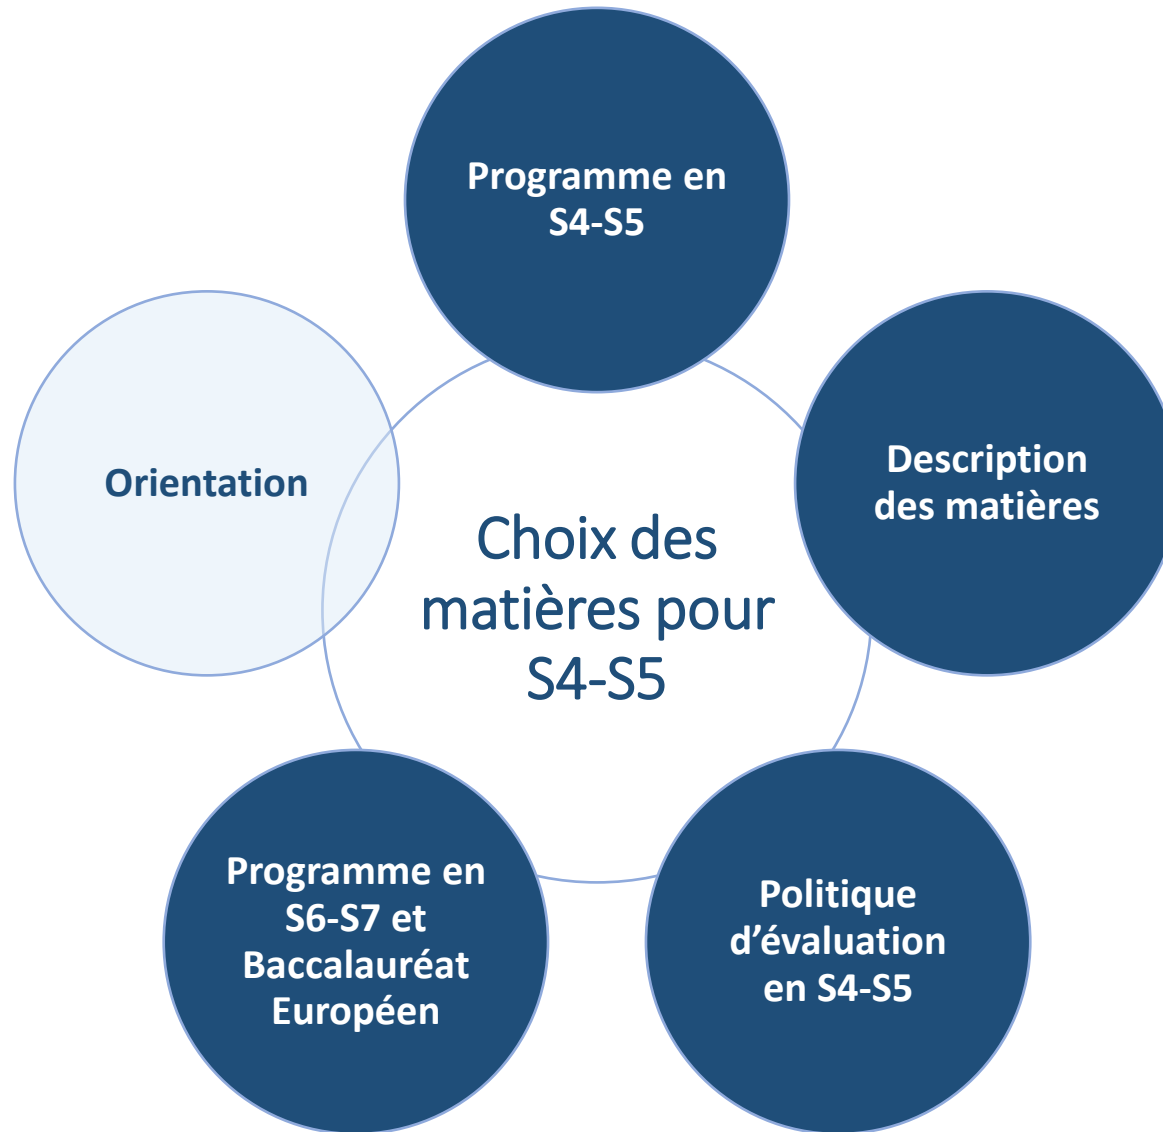 Programme en
S4-S5
Description
des matières
Orientation
Choix des
matières pour
S4-S5
Programme en
S6-S7 et
Baccalauréat
Européen
Politique
d’évaluation
en S4-S5